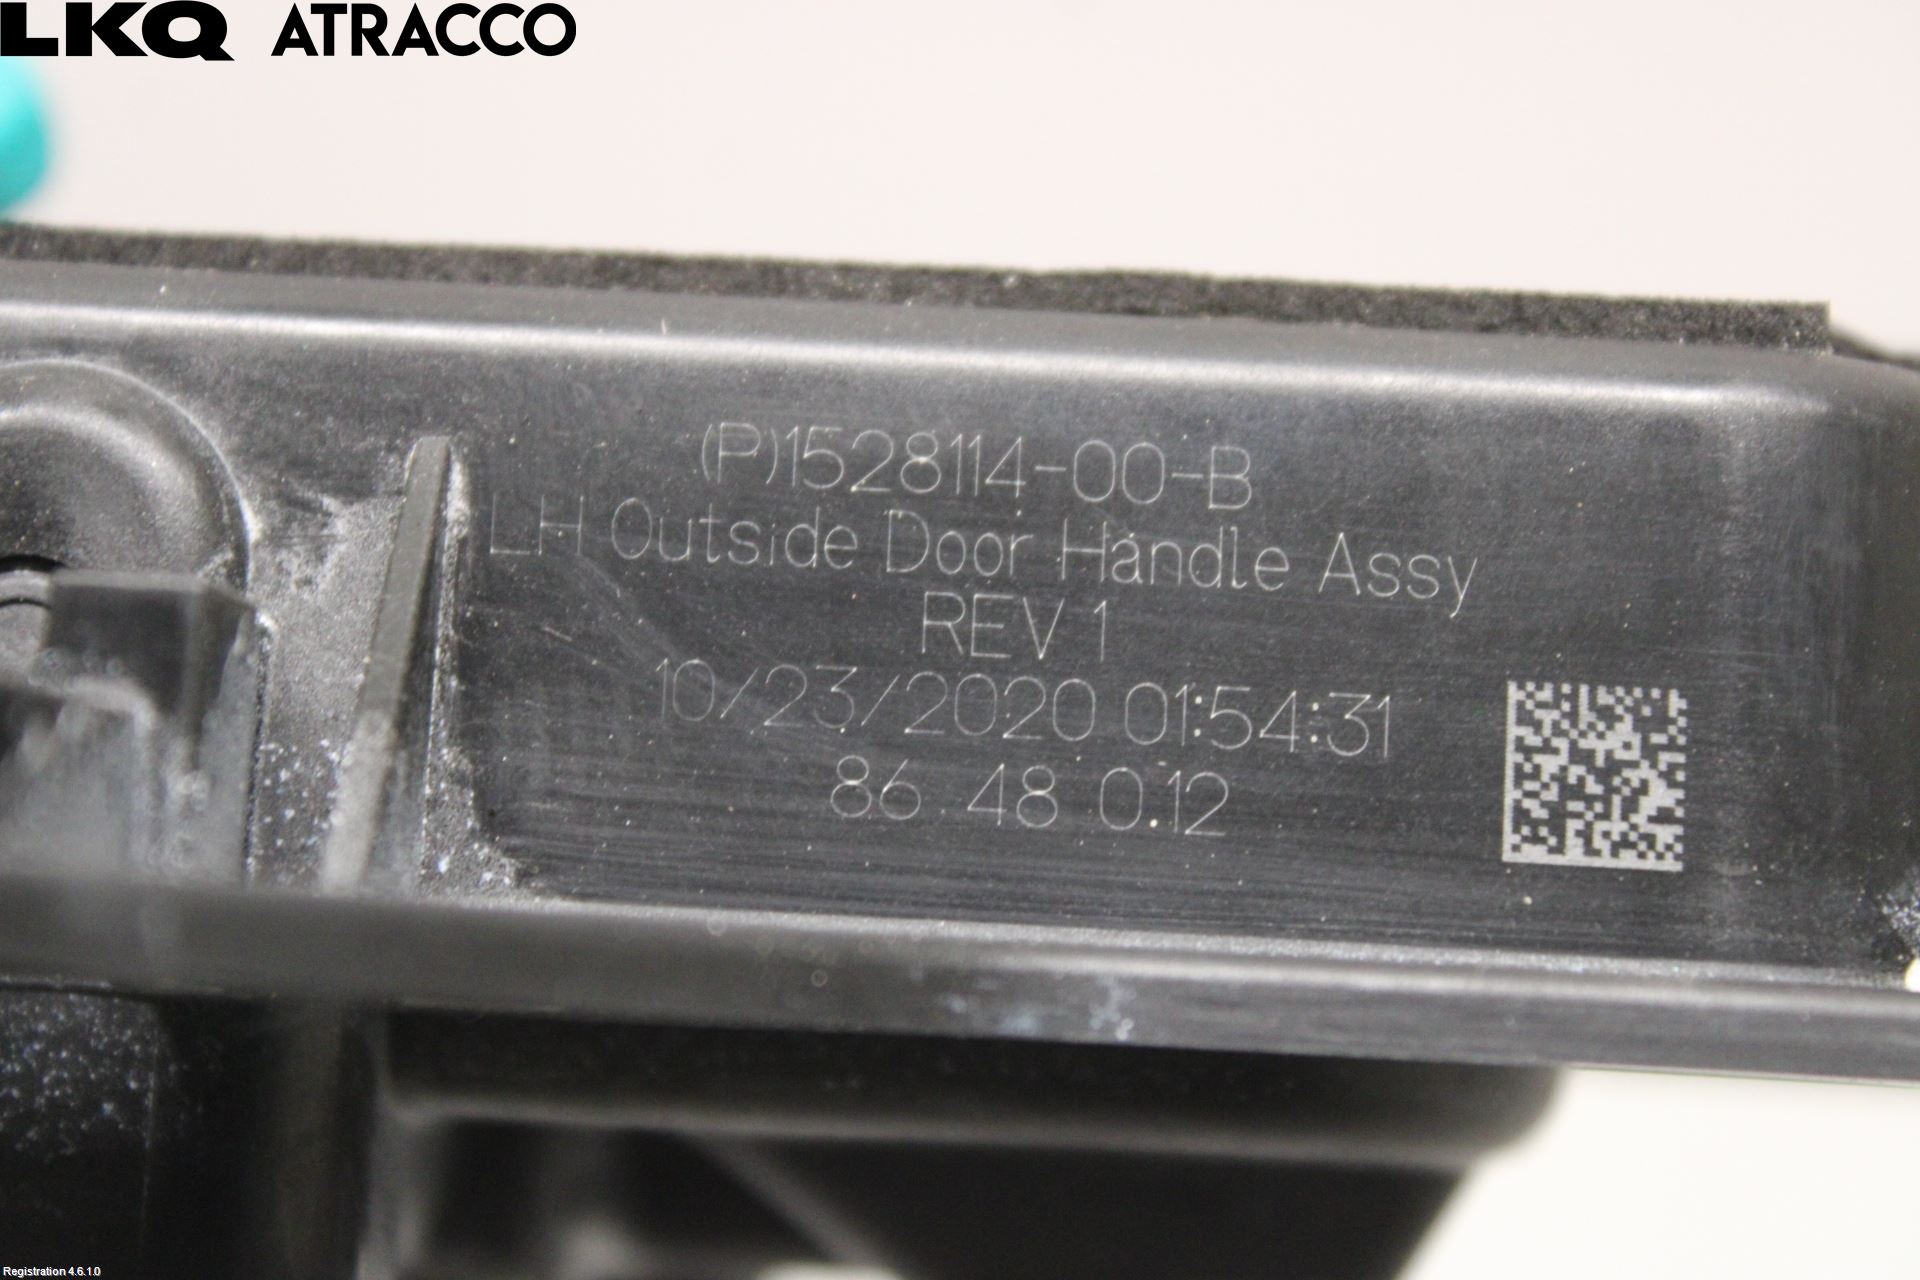 LKQ ATRACCO
(P)1528114-00-B
LH Outside Door Handle Assy
REV 1
10/23/2020 01:54:31
86 48 0.12
Registration 4.6.1.0